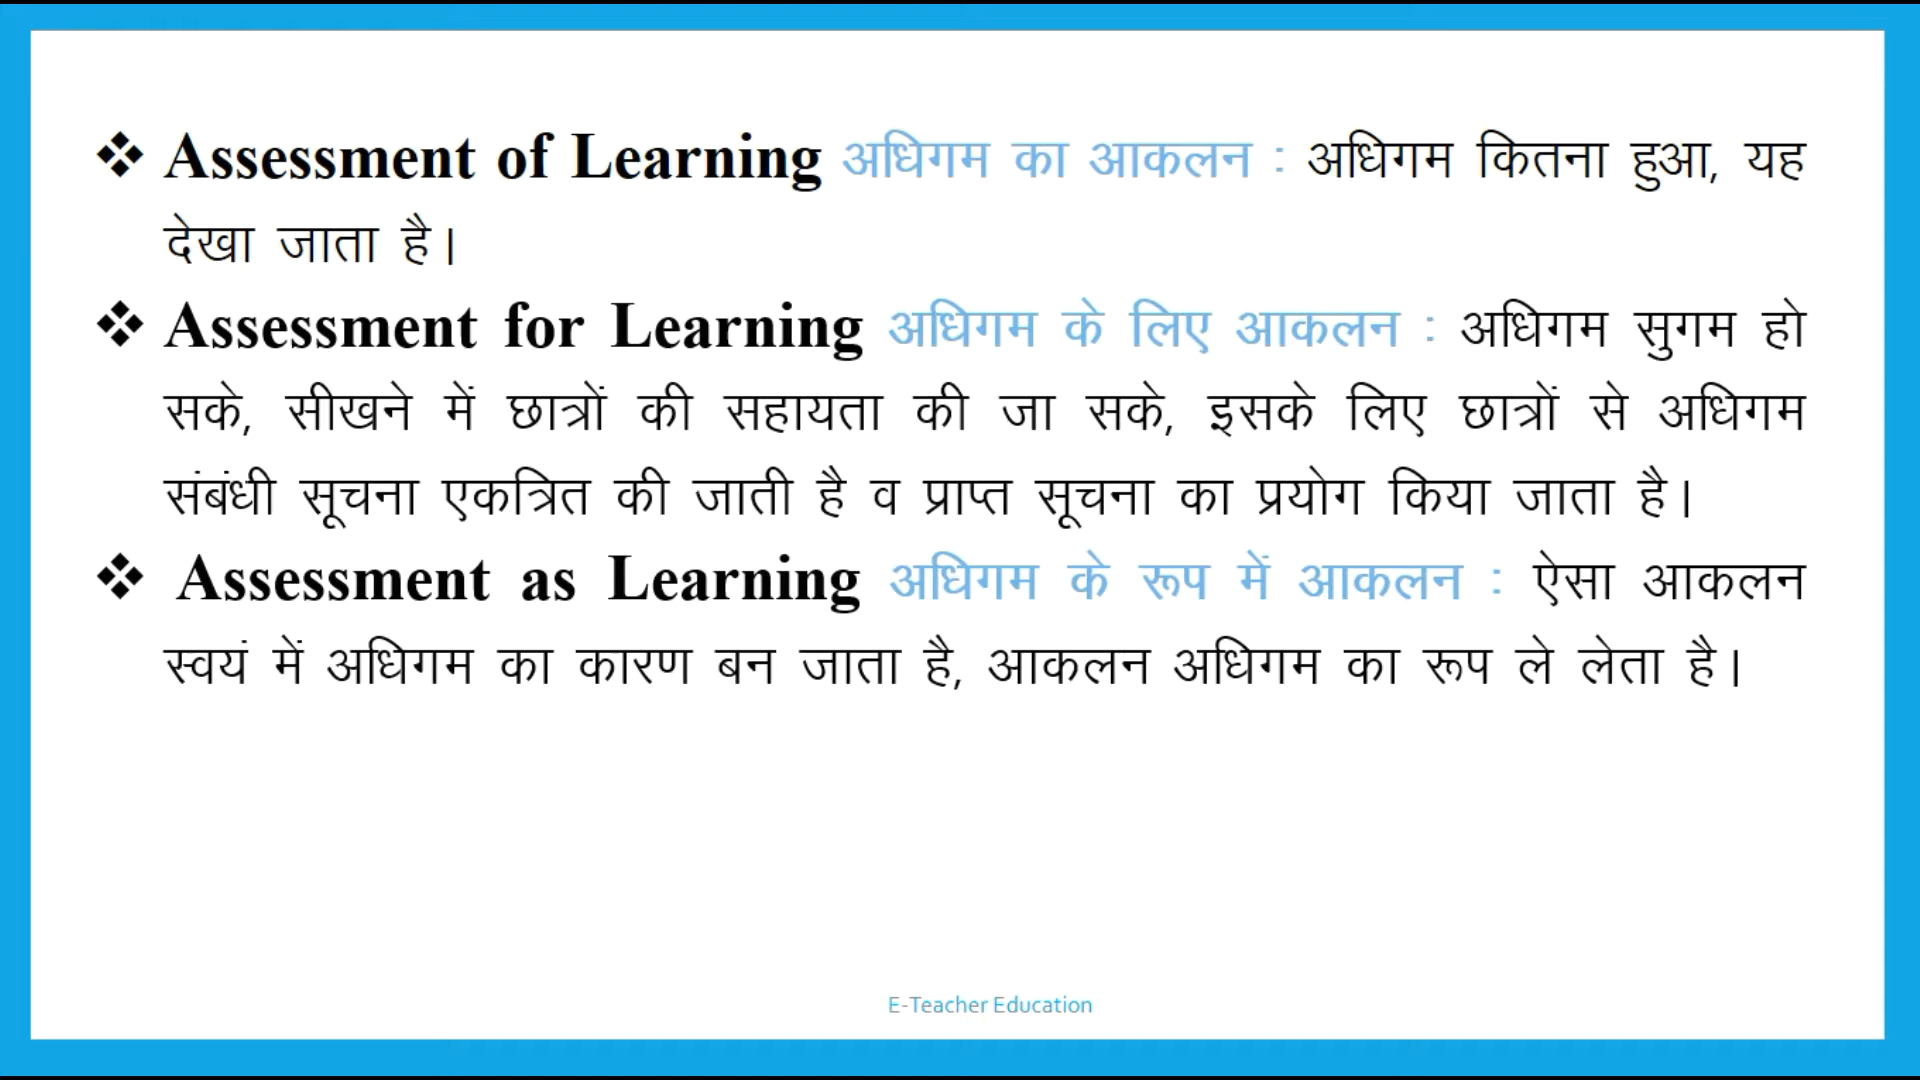 ❖ Assessment of Learning अधिगम का आकलन : अधिगम कितना हुआ, यह
देखा जाता है।
❖ Assessment for Learning अधिगम के लिए आकलन : अधिगम सुगम हो
सके, सीखने में छात्रों की सहायता की जा सके, इसके लिए छात्रों से अधिगम
संबंधी सूचना एकत्रित की जाती है व प्राप्त सूचना का प्रयोग किया जाता है।
❖ Assessment as Learning अधिगम के रूप में आकलन : ऐसा आकलन
स्वयं में अधिगम का कारण बन जाता है, आकलन अधिगम का रूप ले लेता है।
E-Teacher Education